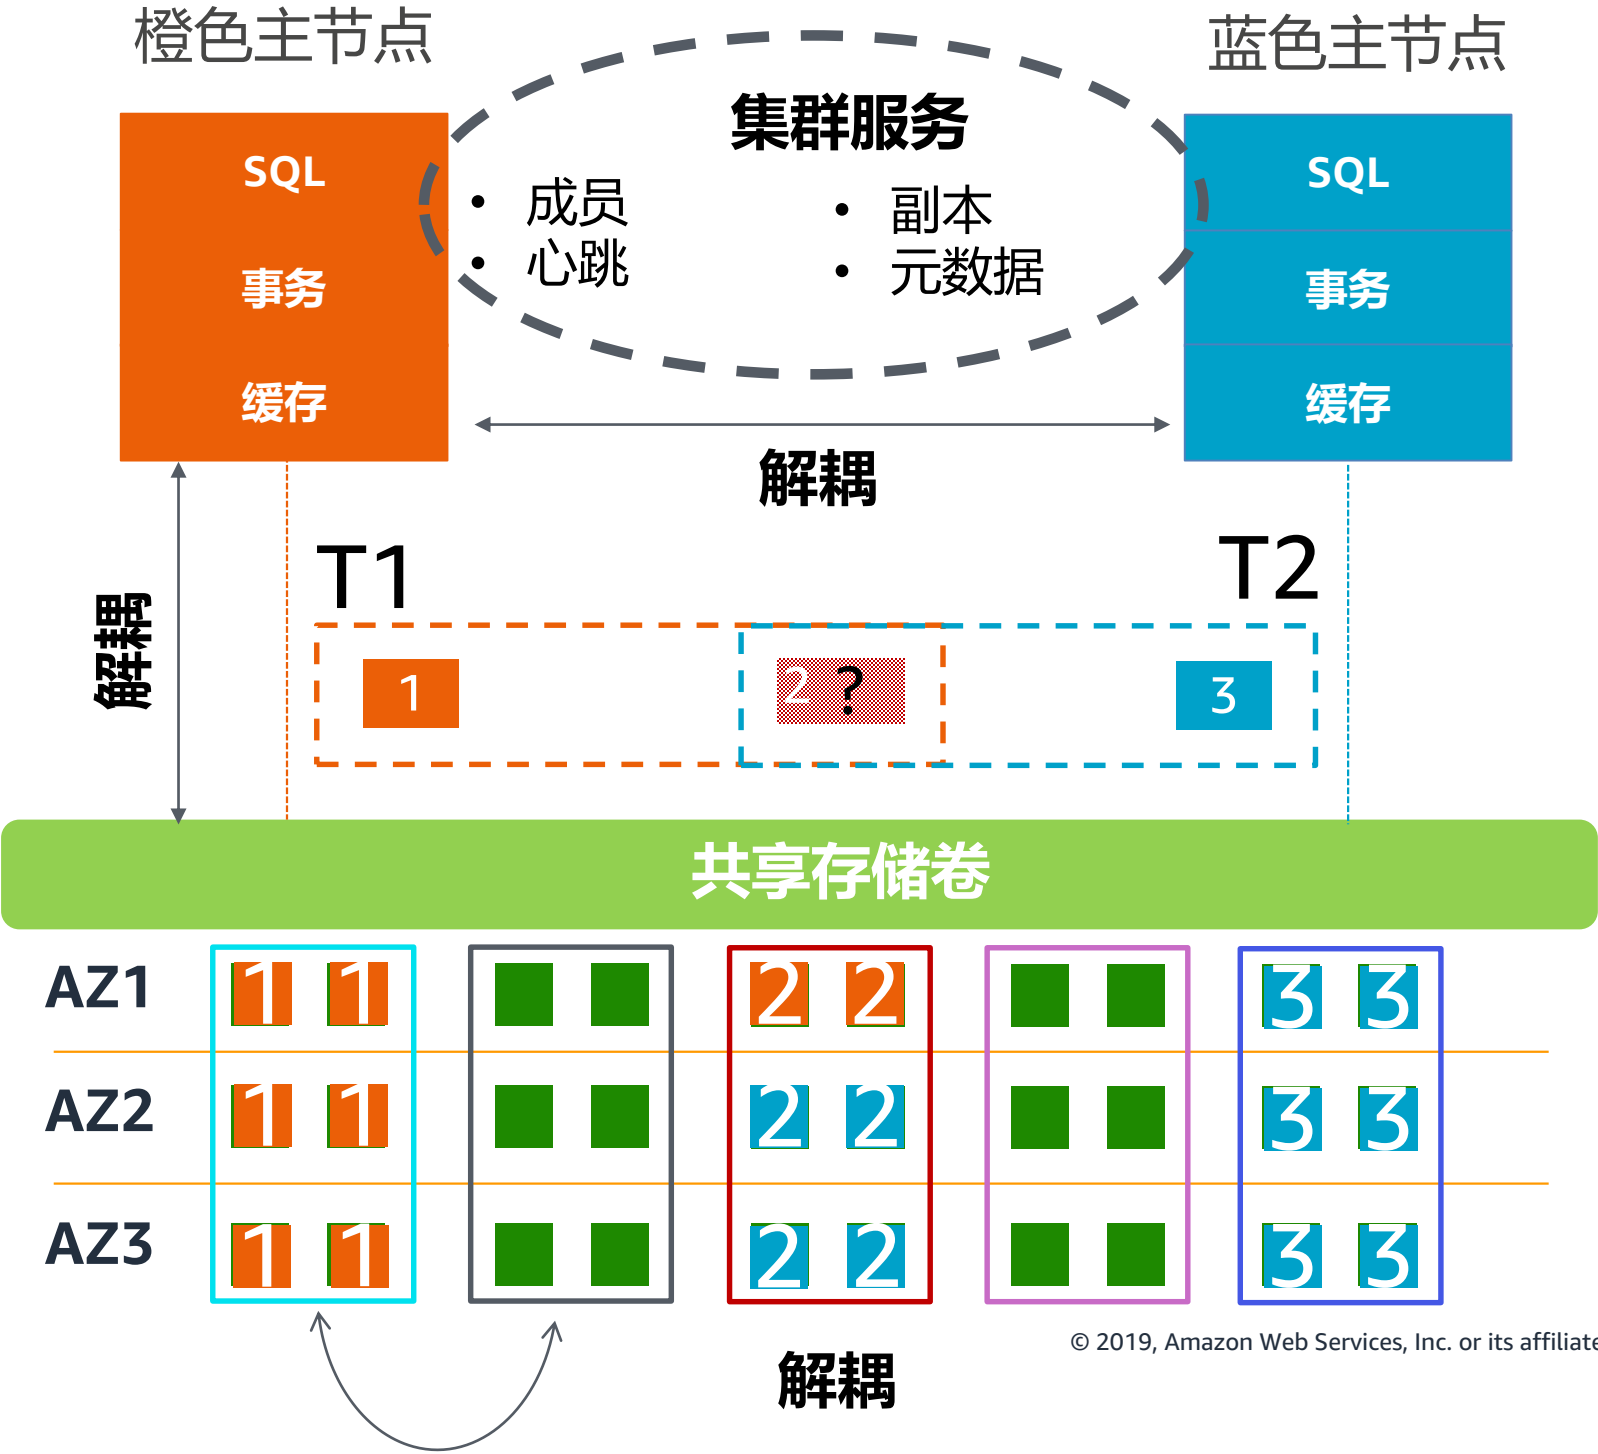 橙色主节点
蓝色主节点
集群服务
• 成员
• 心跳
• 副本
• 元数据
SQL
事务
缓存
SQL
事务
缓存
解耦
解耦
T1
T2
1
2 ?
3
共享存储卷
AZ1
1 1
2 2
3 3
AZ2
1 1
2 2
3 3
AZ3
1 1
2 2
3 3
© 2019, Amazon Web Services, Inc. or its affiliate
解耦